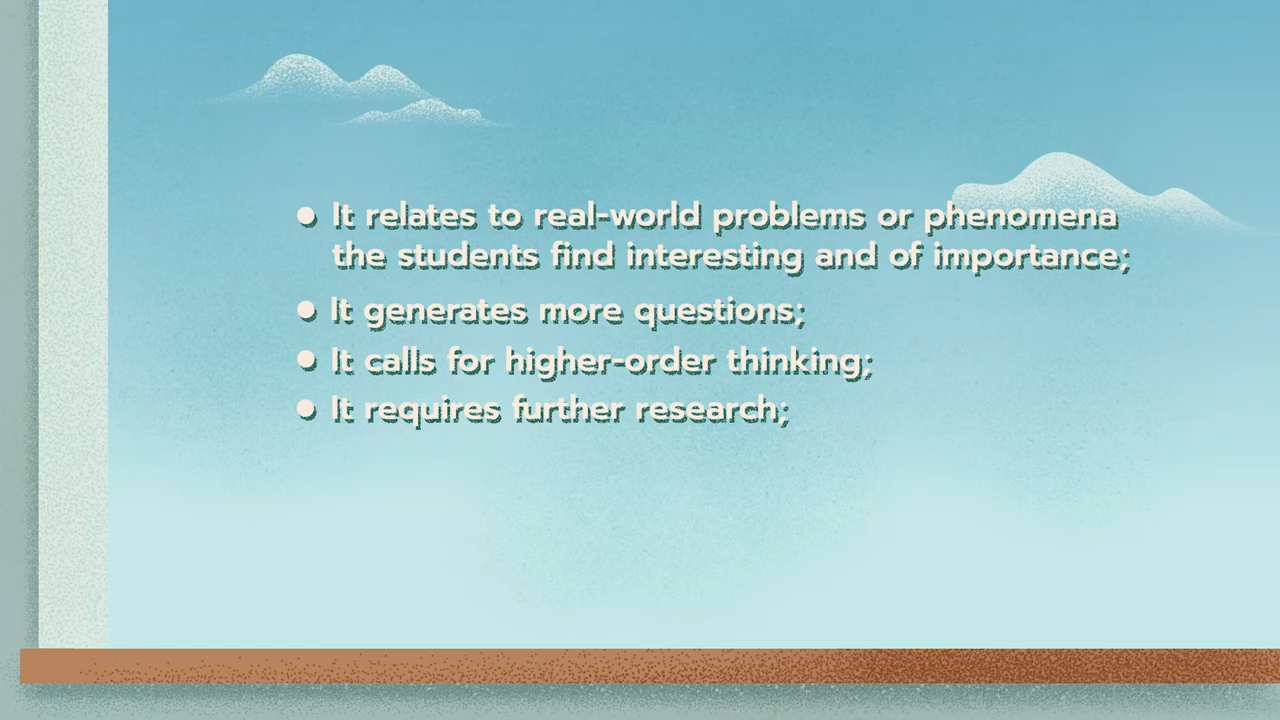 • It relates to real-world problems or phenomena
the students find interesting and of importance;
• It generates more questions;
• It calls for higher-order thinking;
• It requires further research;